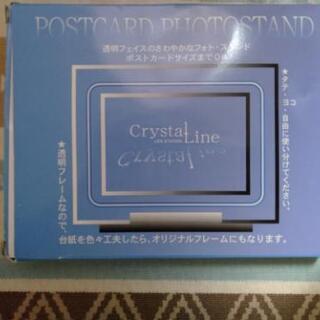 POSTCARD PHOTOSTAND
透明フェイスのさわやかなフォト・スタンド
ポストカードサイズまでOK!
Crystal Line
★タテ・ヨコ自由に使い分けてください。
★透明フレームなので、
台紙を色々工夫したら、オリジナルフレームにもなります。